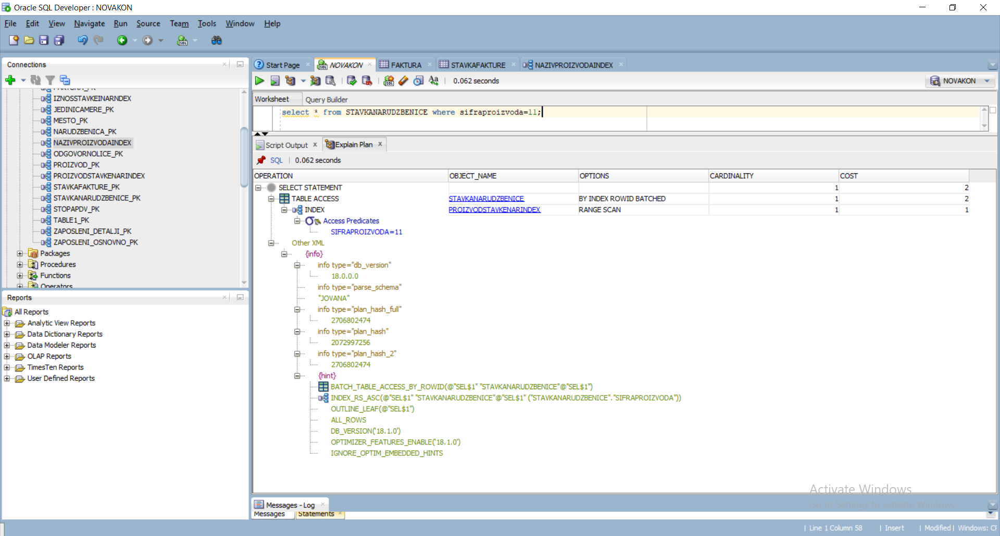 Oracle SQL Developer : NOVAKON
File Edit View Navigate Run Source Team Tools Window Help
Connections
IZNOSSTAVKEINARNDEX
JEDINICAMERE_PK
MESTO_PK
NARUDZBENICA_PK
NAZIVPROIZVODAINDEX
ODGOVORNOLICE_PK
PROIZVOD_PK
PROIZVODSTAVKENARINDEX
STAVKAFAKTURE_PK
STAVKANARUDZBENICE_PK
STOPAPDV_PK
TABLE1_PK
ZAPOSLENI_DETALJI_PK
ZAPOSLENI_OSNOVNO_PK
Packages
Procedures
Functions
Operators
Reports
All Reports
Analytic View Reports
Data Dictionary Reports
Data Modeler Reports
OLAP Reports
TimesTen Reports
User Defined Reports
Start Page NOVAKON FAKTURA STAVKAFAKTURE NAZIVPROIZVODAINDEX
0.062 seconds NOVAKON
Worksheet Query Builder
select * from STAVKANARUDZBENICE where sifraproizvoda=11;
Script Output Explain Plan
SQL 0.062 seconds
OPERATION OBJECT_NAME OPTIONS CARDINALITY COST
SELECT STATEMENT 1 2
TABLE ACCESS STAVKANARUDZBENICE BY INDEX ROWID BATCHED 1 2
INDEX PROIZVODSTAVKENARINDEX RANGE SCAN 1 1
Access Predicates
SIFRAPROIZVODA=11
Other XML
{info}
info type="db_version"
18.0.0.0
info type="parse_schema"
"JOVANA"
info type="plan_hash_full"
2706802474
info type="plan_hash"
2072997256
info type="plan_hash_2"
2706802474
{hint}
BATCH_TABLE_ACCESS_BY_ROWID(@"SEL$1" "STAVKANARUDZBENICE"@"SEL$1")
INDEX_RS_ASC(@"SEL$1" "STAVKANARUDZBENICE"@"SEL$1" ("STAVKANARUDZBENICE"."SIFRAPROIZVODA"))
OUTLINE_LEAF(@"SEL$1")
ALL_ROWS
DB_VERSION('18.1.0')
OPTIMIZER_FEATURES_ENABLE('18.1.0')
IGNORE_OPTIM_EMBEDDED_HINTS
Activate Windows
Go to Settings to activate Windows.
Messages - Log
Messages Statements
Line 1 Column 58 Insert Modified Windows: CF